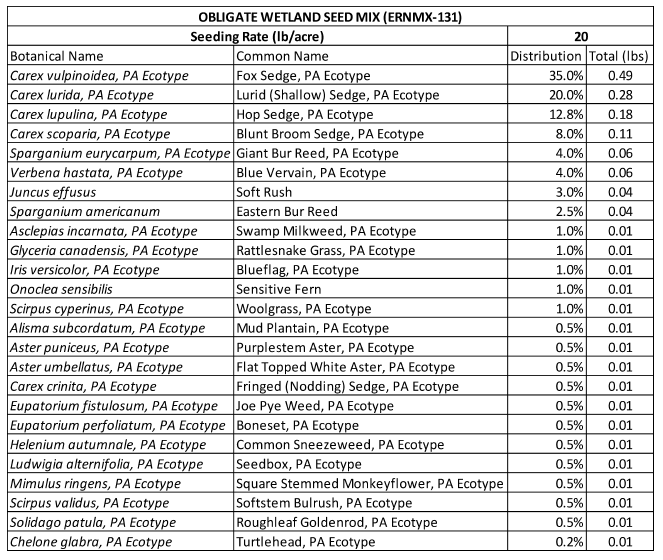 OBLIGATE WETLAND SEED MIX (ERNMX-131)
Seeding Rate (lb/acre) 20
Botanical Name Common Name Distribution Total (lbs)
Carex vulpinoidea, PA Ecotype Fox Sedge, PA Ecotype 35.0% 0.49
Carex lurida, PA Ecotype Lurid (Shallow) Sedge, PA Ecotype 20.0% 0.28
Carex lupulina, PA Ecotype Hop Sedge, PA Ecotype 12.8% 0.18
Carex scoparia, PA Ecotype Blunt Broom Sedge, PA Ecotype 8.0% 0.11
Sparganium eurycarpum, PA Ecotype Giant Bur Reed, PA Ecotype 4.0% 0.06
Verbena hastata, PA Ecotype Blue Vervain, PA Ecotype 4.0% 0.06
Juncus effusus Soft Rush 3.0% 0.04
Sparganium americanum Eastern Bur Reed 2.5% 0.04
Asclepias incarnata, PA Ecotype Swamp Milkweed, PA Ecotype 1.0% 0.01
Glyceria canadensis, PA Ecotype Rattlesnake Grass, PA Ecotype 1.0% 0.01
Iris versicolor, PA Ecotype Blueflag, PA Ecotype 1.0% 0.01
Onoclea sensibilis Sensitive Fern 1.0% 0.01
Scirpus cyperinus, PA Ecotype Woolgrass, PA Ecotype 1.0% 0.01
Alisma subcordatum, PA Ecotype Mud Plantain, PA Ecotype 0.5% 0.01
Aster puniceus, PA Ecotype Purplestem Aster, PA Ecotype 0.5% 0.01
Aster umbellatus, PA Ecotype Flat Topped White Aster, PA Ecotype 0.5% 0.01
Carex crinita, PA Ecotype Fringed (Nodding) Sedge, PA Ecotype 0.5% 0.01
Eupatorium fistulosum, PA Ecotype Joe Pye Weed, PA Ecotype 0.5% 0.01
Eupatorium perfoliatum, PA Ecotype Boneset, PA Ecotype 0.5% 0.01
Helenium autumnale, PA Ecotype Common Sneezeweed, PA Ecotype 0.5% 0.01
Ludwigia alternifolia, PA Ecotype Seedbox, PA Ecotype 0.5% 0.01
Mimulus ringens, PA Ecotype Square Stemmed Monkeyflower, PA Ecotype 0.5% 0.01
Scirpus validus, PA Ecotype Softstem Bulrush, PA Ecotype 0.5% 0.01
Solidago patula, PA Ecotype Roughleaf Goldenrod, PA Ecotype 0.5% 0.01
Chelone glabra, PA Ecotype Turtlehead, PA Ecotype 0.2% 0.01